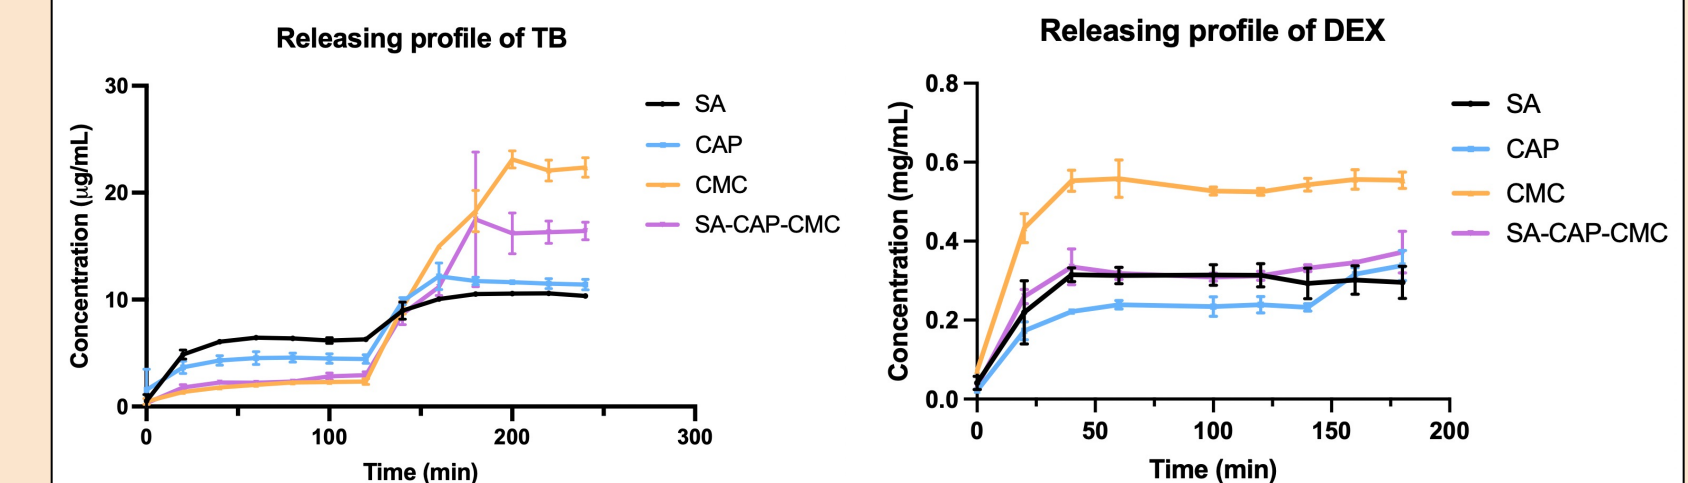 Releasing profile of TB
Concentration (μg/mL)
30
20
10
0
0 100 200 300
Time (min)
SA
CAP
CMC
SA-CAP-CMC
Releasing profile of DEX
Concentration (mg/mL)
0.8
0.6
0.4
0.2
0.0
0 50 100 150 200
Time (min)
SA
CAP
CMC
SA-CAP-CMC